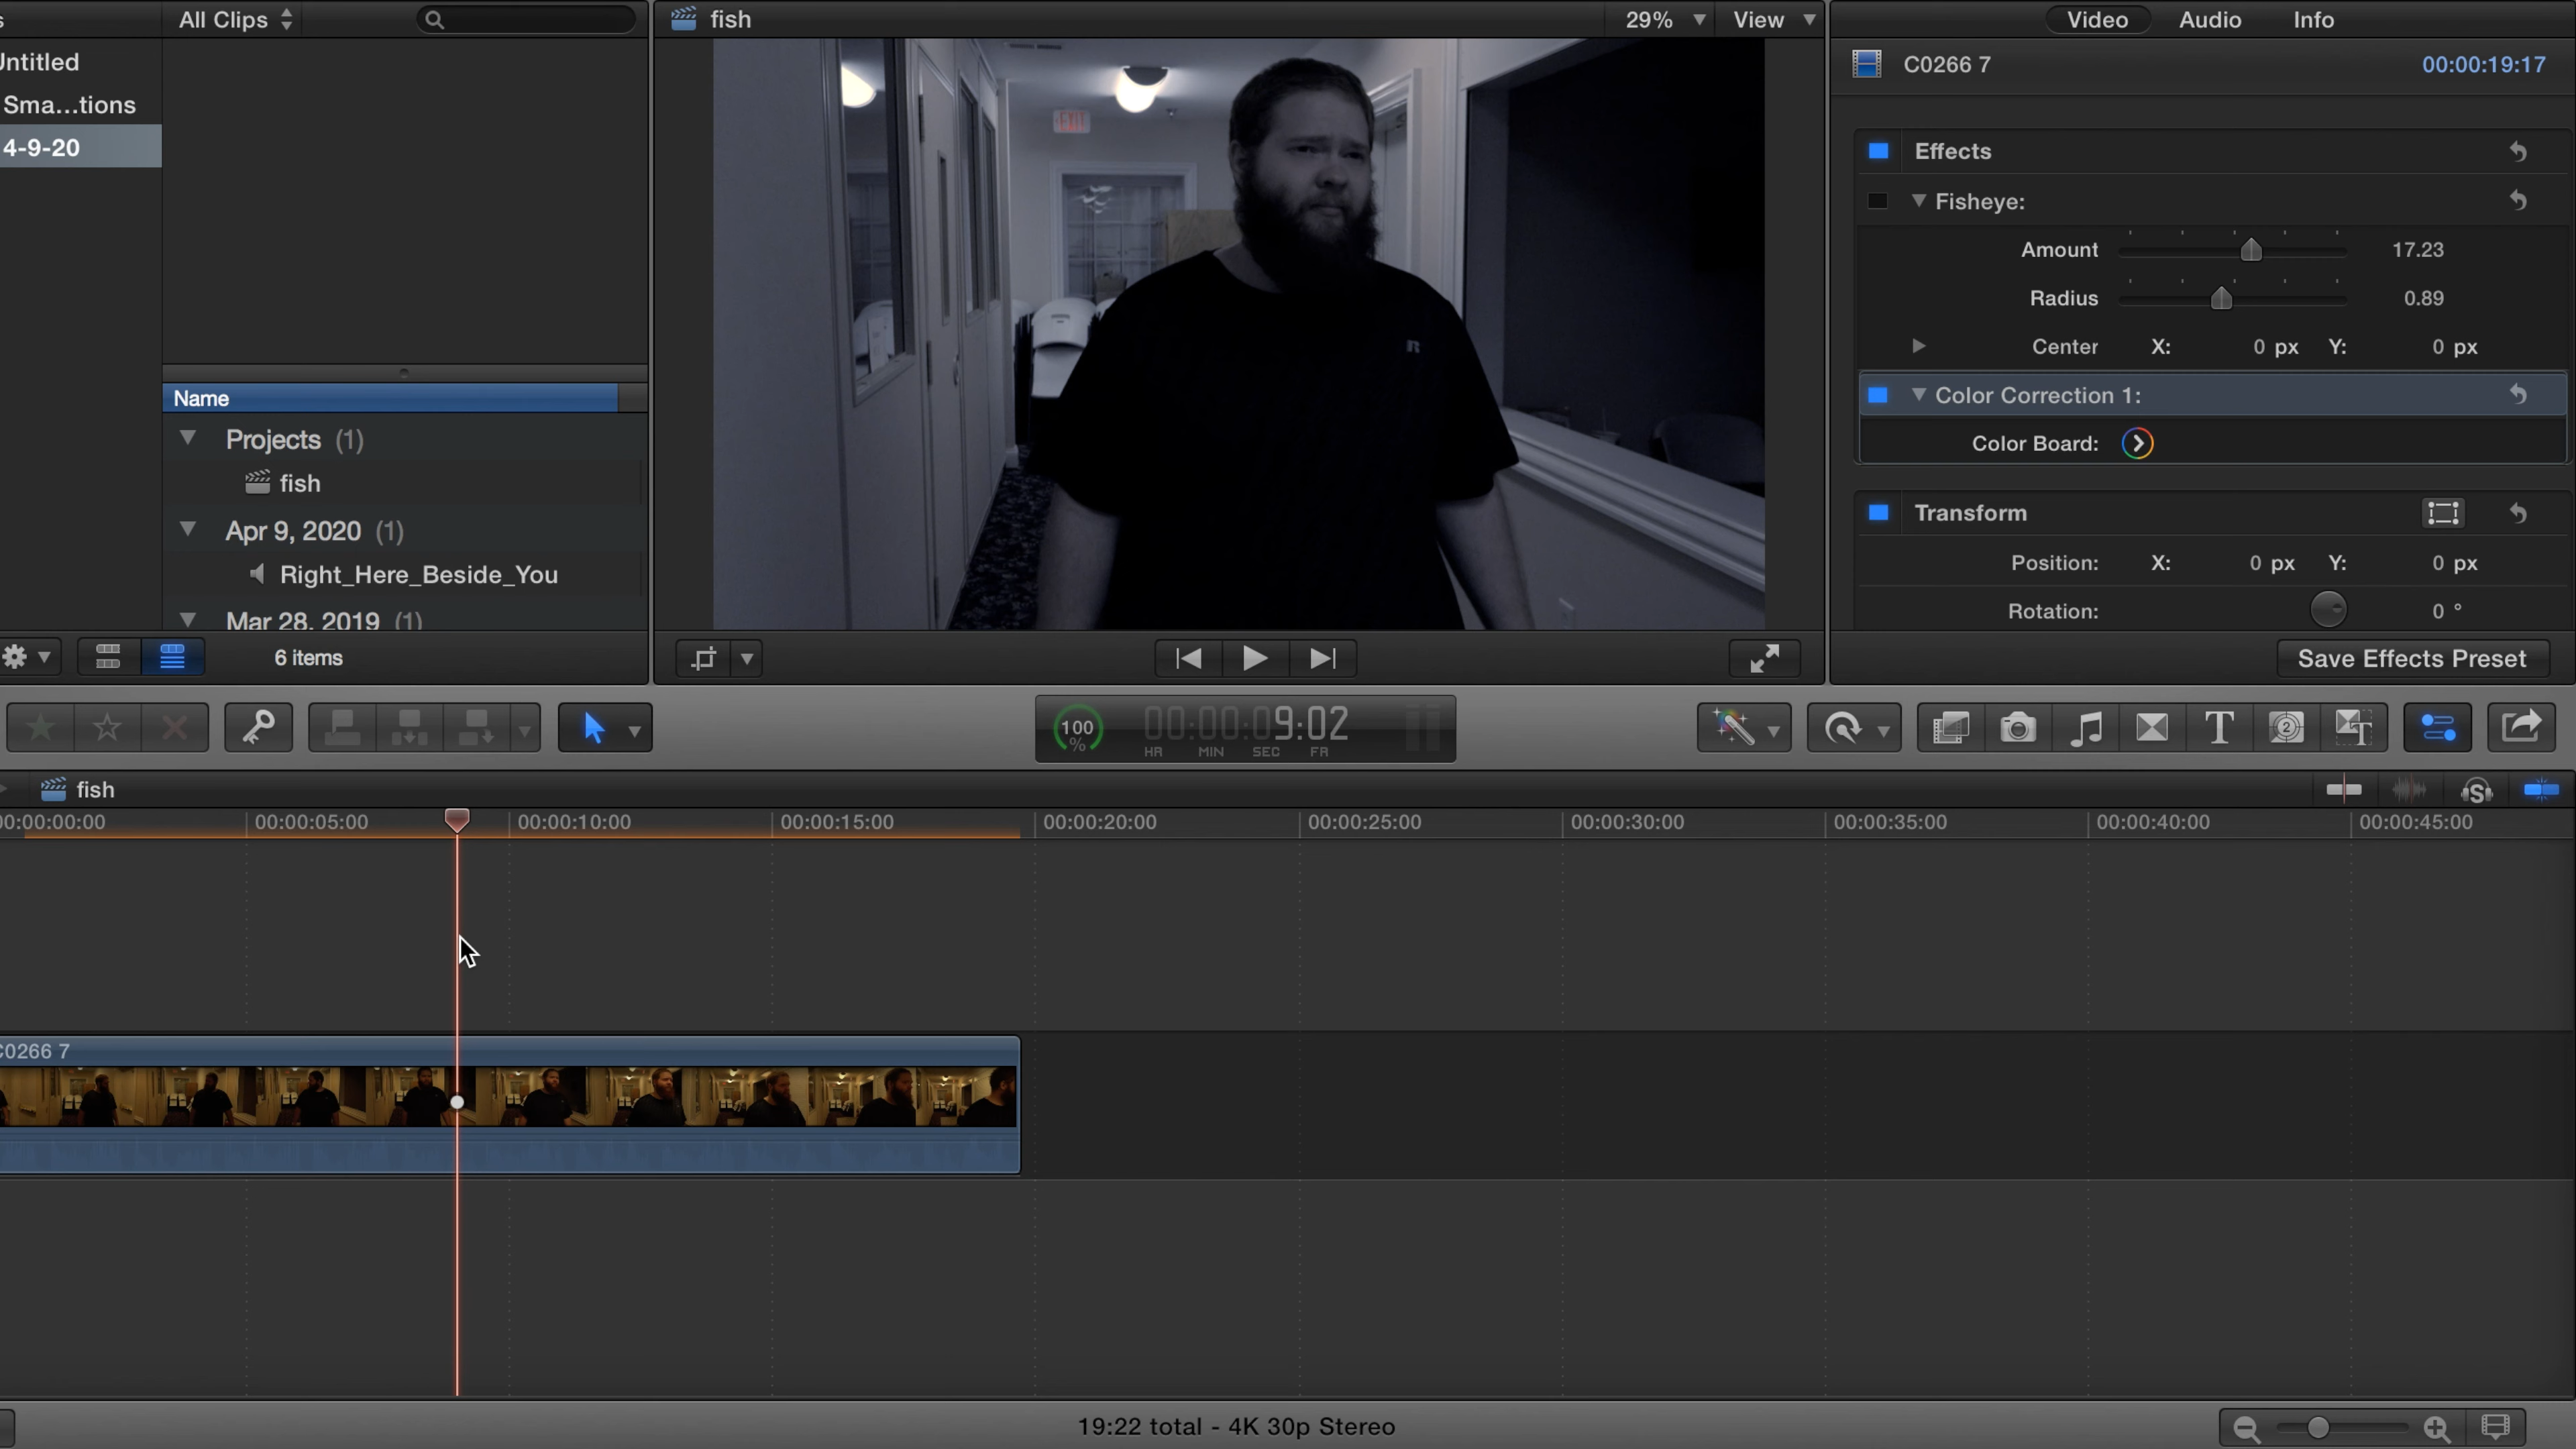 s
All Clips
fish
29%
View
Video
Audio
Info
Untitled
Sma...tions
4-9-20
C0266 7
00:00:19:17
EXIT
R
Effects
Fisheye:
Amount
17.23
Radius
0.89
Center X: 0 px Y: 0 px
Color Correction 1:
Color Board:
Transform
Position: X: 0 px Y: 0 px
Rotation: 0 °
Save Effects Preset
Name
Projects (1)
fish
Apr 9, 2020 (1)
Right_Here_Beside_You
Mar 28, 2019 (1)
6 items
100 %
00:00:09:02
HR MIN SEC FR
T
2
T
fish
S
00:00:00:00
00:00:05:00
00:00:10:00
00:00:15:00
00:00:20:00
00:00:25:00
00:00:30:00
00:00:35:00
00:00:40:00
00:00:45:00
C0266 7
19:22 total - 4K 30p Stereo